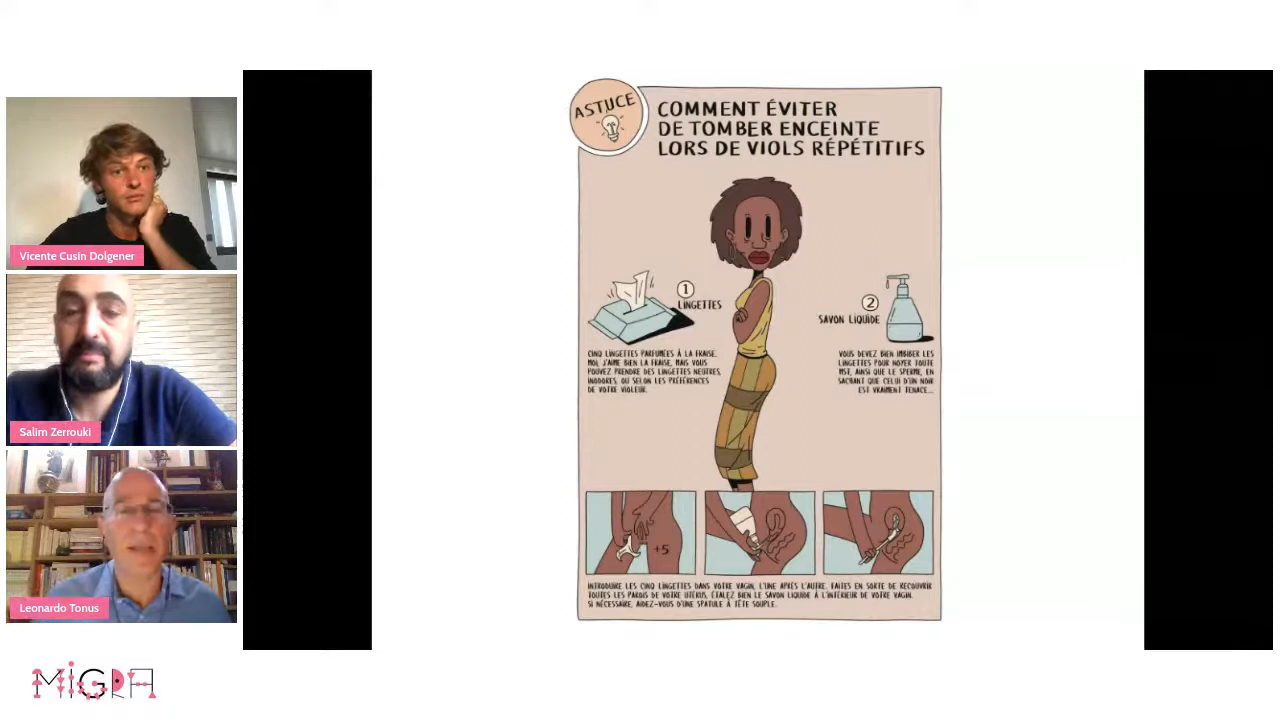 ASTUCE
COMMENT ÉVITER
DE TOMBER ENCEINTE
LORS DE VIOLS RÉPÉTITIFS
1
LINGETTES
CINQ LINGETTES PARFUMÉES À LA FRAISE.
MOI, J'AIME BIEN LA FRAISE, MAIS VOUS
POUVEZ PRENDRE DES LINGETTES NEUTRES,
INODORES, OU SELON LES PRÉFÉRENCES
DE VOTRE VIOLEUR.
2
SAVON LIQUIDE
VOUS DEVEZ BIEN IMBIBER LES
LINGETTES POUR NOYER TOUTE
MST, AINSI QUE LE SPERME, EN
SACHANT QUE CELUI D'UN NOIR
EST VRAIMENT TENACE...
+5
INTRODUIRE LES CINQ LINGETTES DANS VOTRE VAGIN, L'UNE APRÈS L'AUTRE. FAITES EN SORTE DE RECOUVRIR
TOUTES LES PAROIS DE VOTRE UTÉRUS, ÉTALEZ BIEN LE SAVON LIQUIDE À L'INTÉRIEUR DE VOTRE VAGIN.
SI NÉCESSAIRE, AIDEZ-VOUS D'UNE SPATULE À TÊTE SOUPLE.
Vicente Cusin Dolgener
Salim Zerrouki
Leonardo Tonus
MIGRA